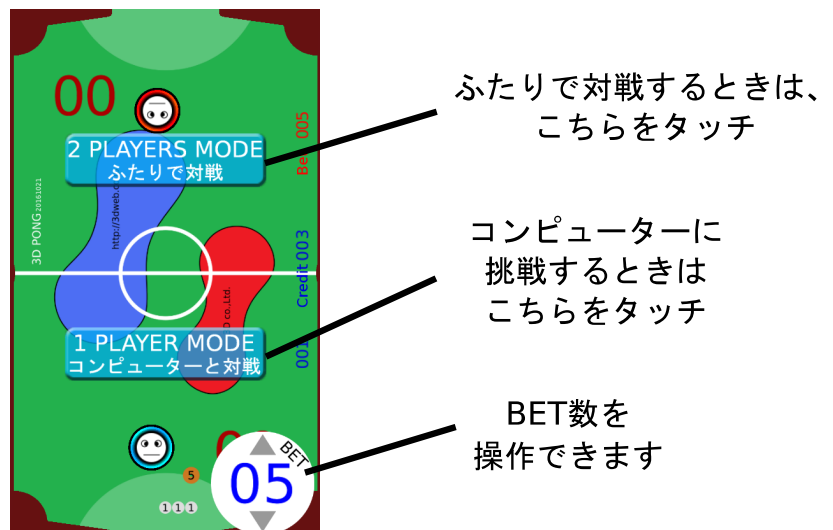 00
2 PLAYERS MODE
ふたりで対戦
005
3D PONG 20161021
Credit 003
1 PLAYER MODE
コンピューターと対戦
BET
05
5
1 1 1
ふたりで対戦するときは、
こちらをタッチ
コンピューターに
挑戦するときは
こちらをタッチ
BET数を
操作できます